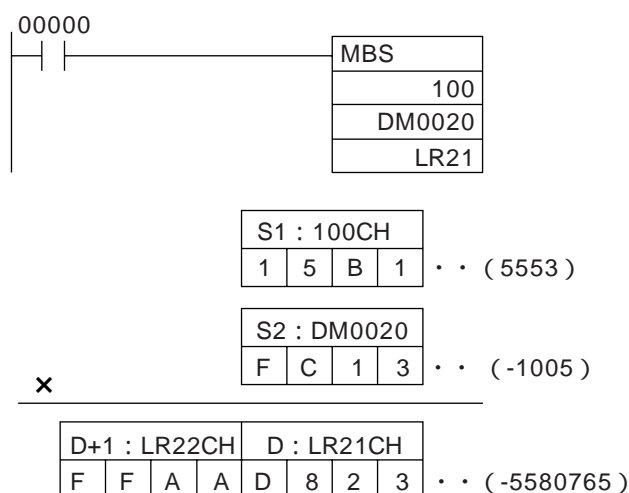 00000
MBS
100
DM0020
LR21
S1：100CH
1 5 B 1 ・・（5553）
S2：DM0020
F C 1 3 ・・（-1005）
×
D+1：LR22CH D：LR21CH
F F A A D 8 2 3 ・・（-5580765）